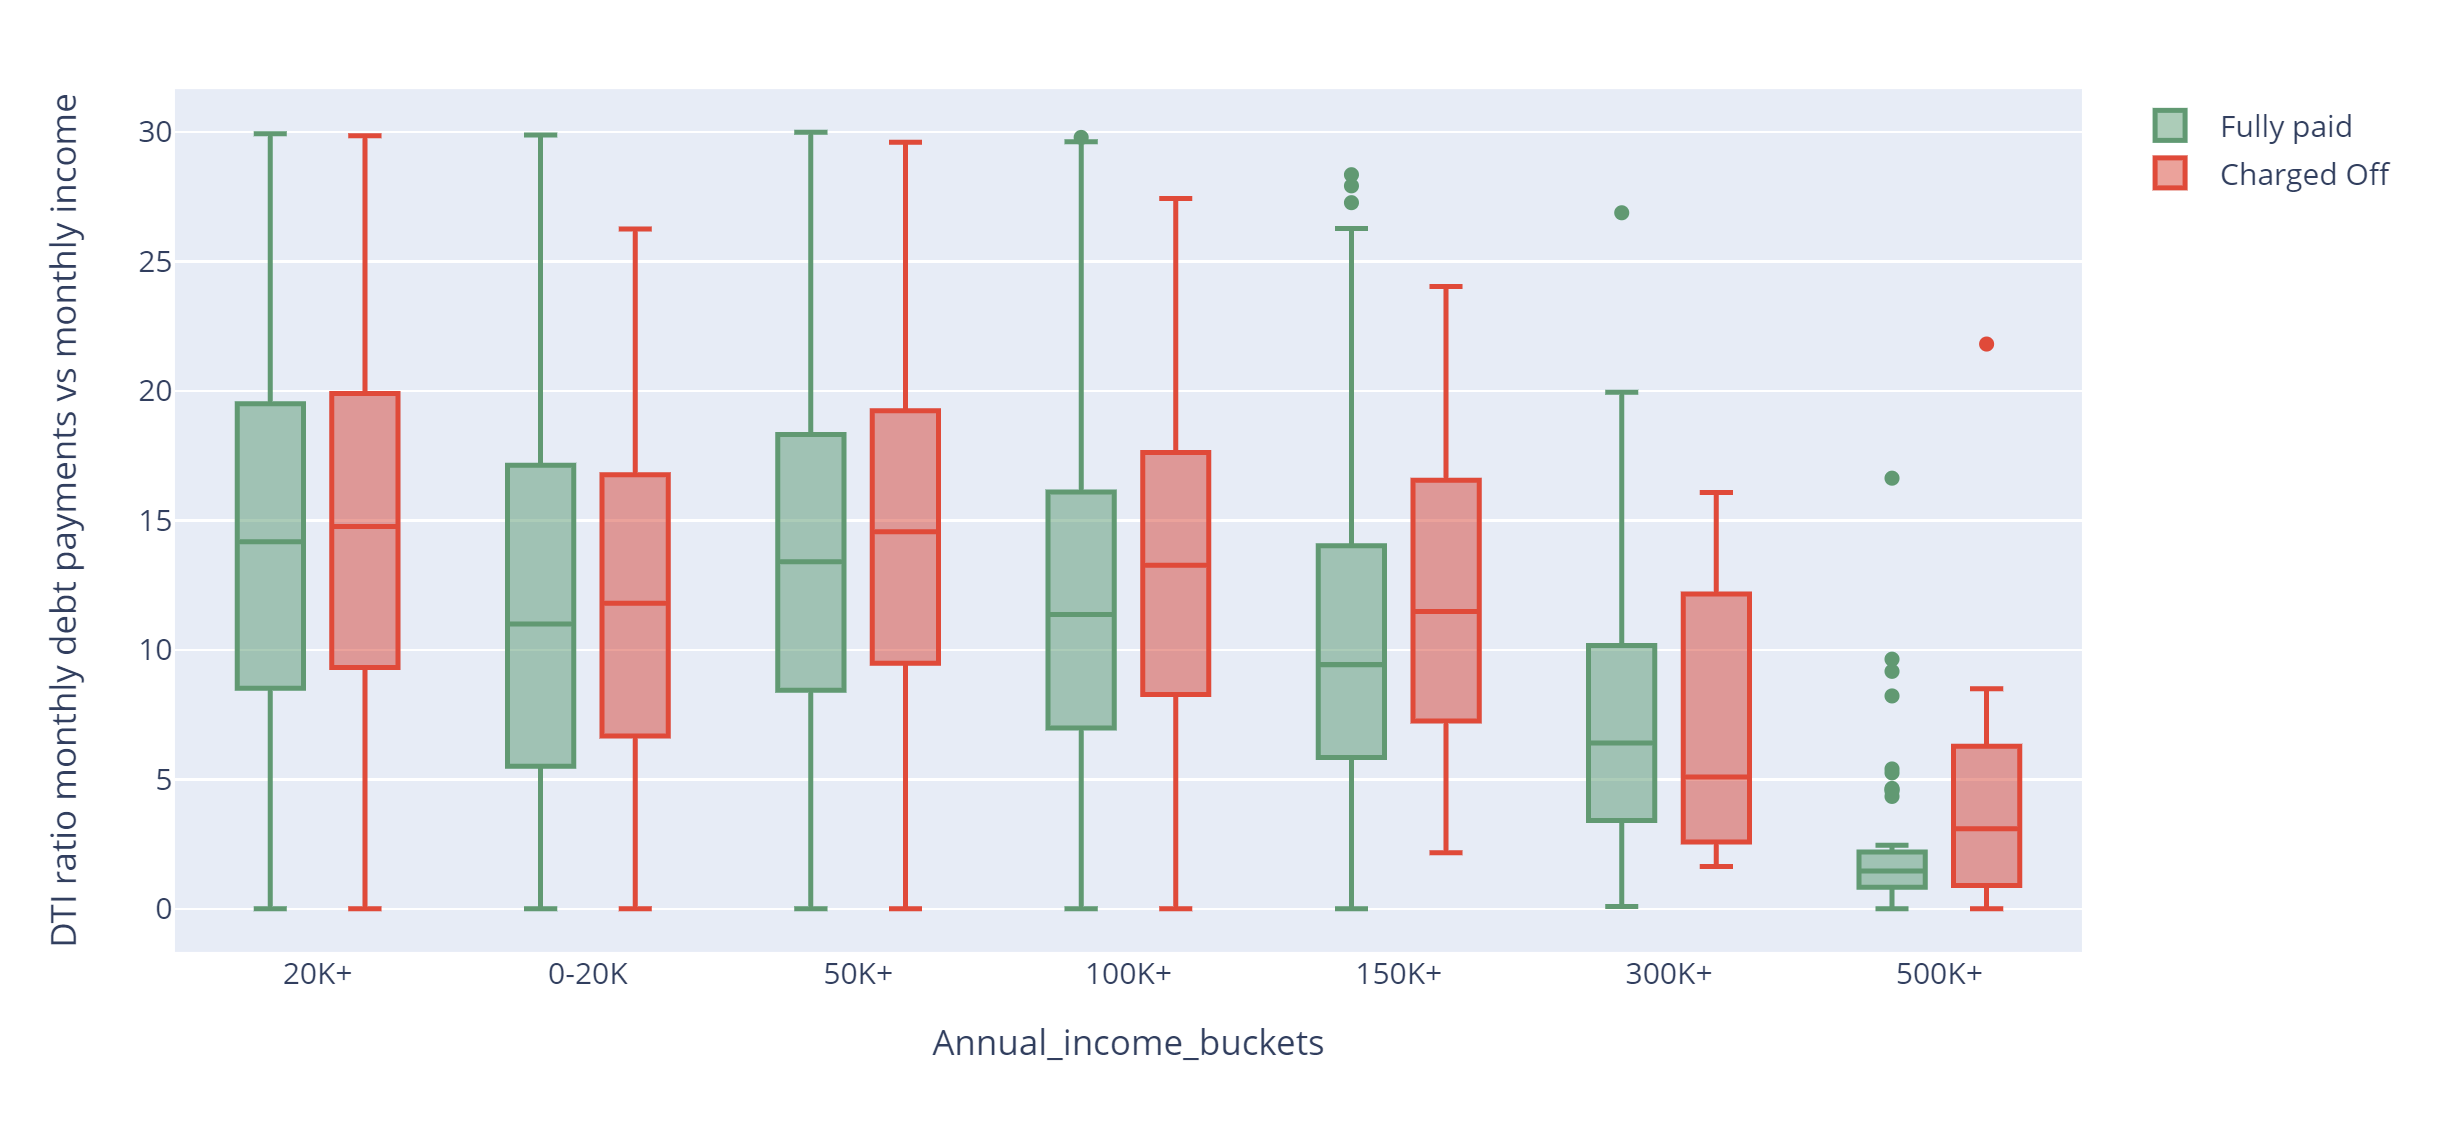 DTI ratio monthly debt payments vs monthly income
30
25
20
15
10
5
0
20K+
0-20K
50K+
100K+
150K+
300K+
500K+
Annual_income_buckets
Fully paid
Charged Off